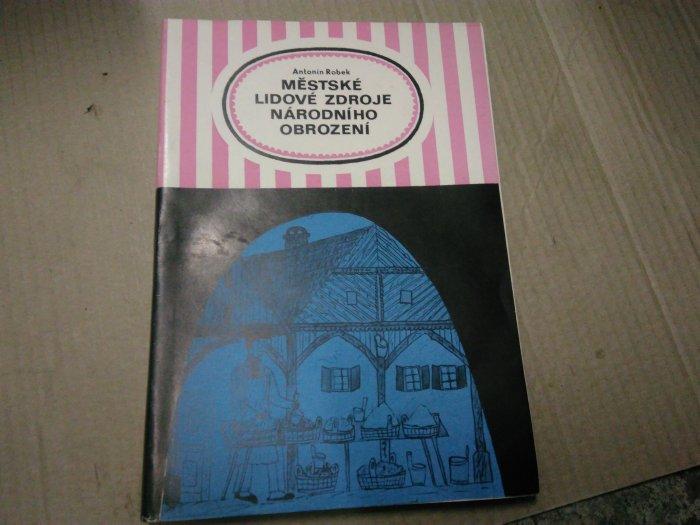 Antonín Robek
MĚSTSKÉ
LIDOVÉ ZDROJE
NÁRODNÍHO
OBROZENÍ